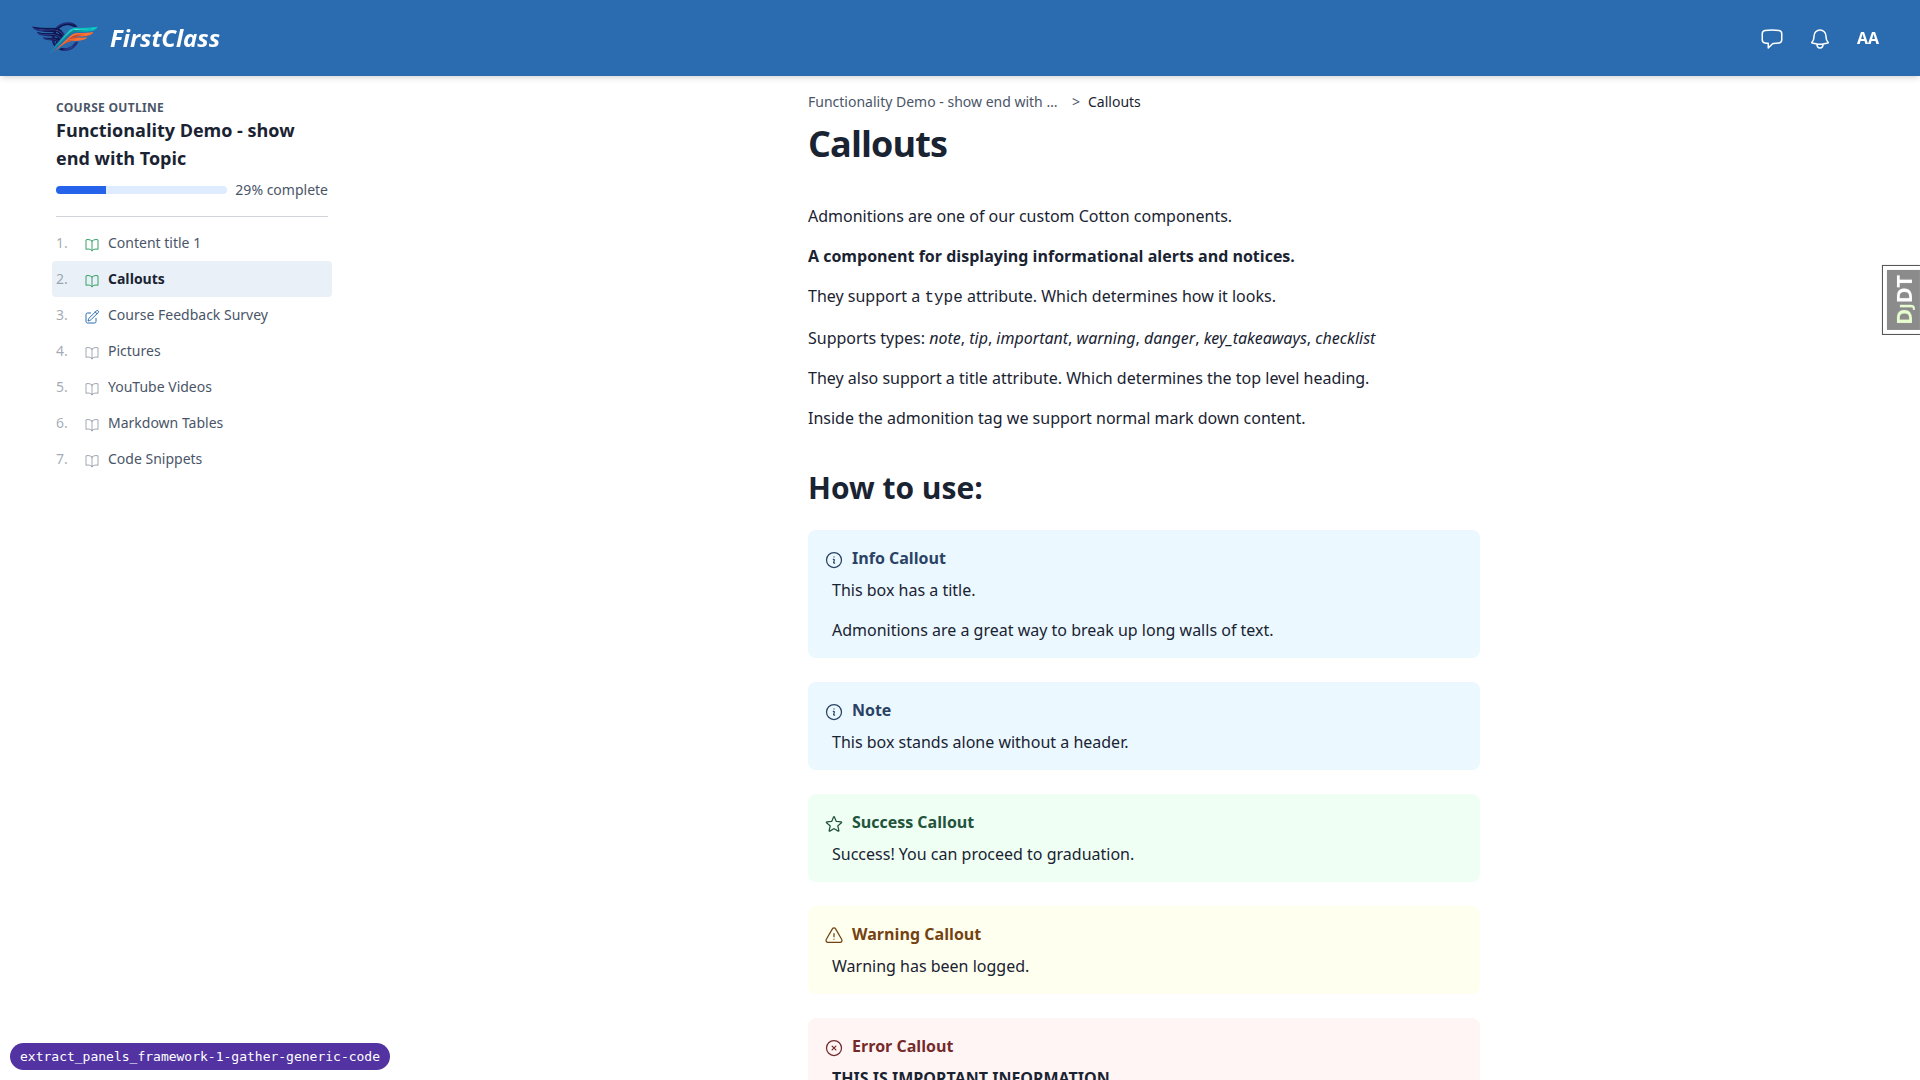 FirstClass
AA
COURSE OUTLINE
Functionality Demo - show
end with Topic
29% complete
1. Content title 1
2. Callouts
3. Course Feedback Survey
4. Pictures
5. YouTube Videos
6. Markdown Tables
7. Code Snippets
Functionality Demo - show end with ... > Callouts
Callouts
Admonitions are one of our custom Cotton components.
A component for displaying informational alerts and notices.
They support a type attribute. Which determines how it looks.
Supports types: note, tip, important, warning, danger, key_takeaways, checklist
They also support a title attribute. Which determines the top level heading.
Inside the admonition tag we support normal mark down content.
How to use:
Info Callout
This box has a title.
Admonitions are a great way to break up long walls of text.
Note
This box stands alone without a header.
Success Callout
Success! You can proceed to graduation.
Warning Callout
Warning has been logged.
Error Callout
THIS IS IMPORTANT INFORMATION
DJDT
extract_panels_framework-1-gather-generic-code